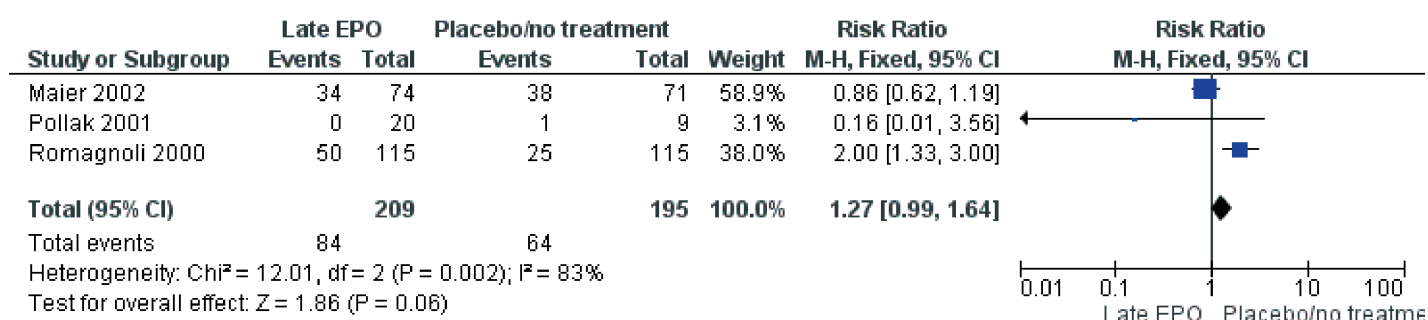 Late EPO Placebo/no treatment Risk Ratio Risk Ratio
Study or Subgroup Events Total Events Total Weight M-H, Fixed, 95% CI M-H, Fixed, 95% CI
Maier 2002 34 74 38 71 58.9% 0.86 [0.62, 1.19]
Pollak 2001 0 20 1 9 3.1% 0.16 [0.01, 3.56]
Romagnoli 2000 50 115 25 115 38.0% 2.00 [1.33, 3.00]
Total (95% CI) 209 195 100.0% 1.27 [0.99, 1.64]
Total events 84 64
Heterogeneity: Chi² = 12.01, df = 2 (P = 0.002); I² = 83%
Test for overall effect: Z = 1.86 (P = 0.06)
0.01 0.1 1 10 100
Late EPO Placebo/no treatme